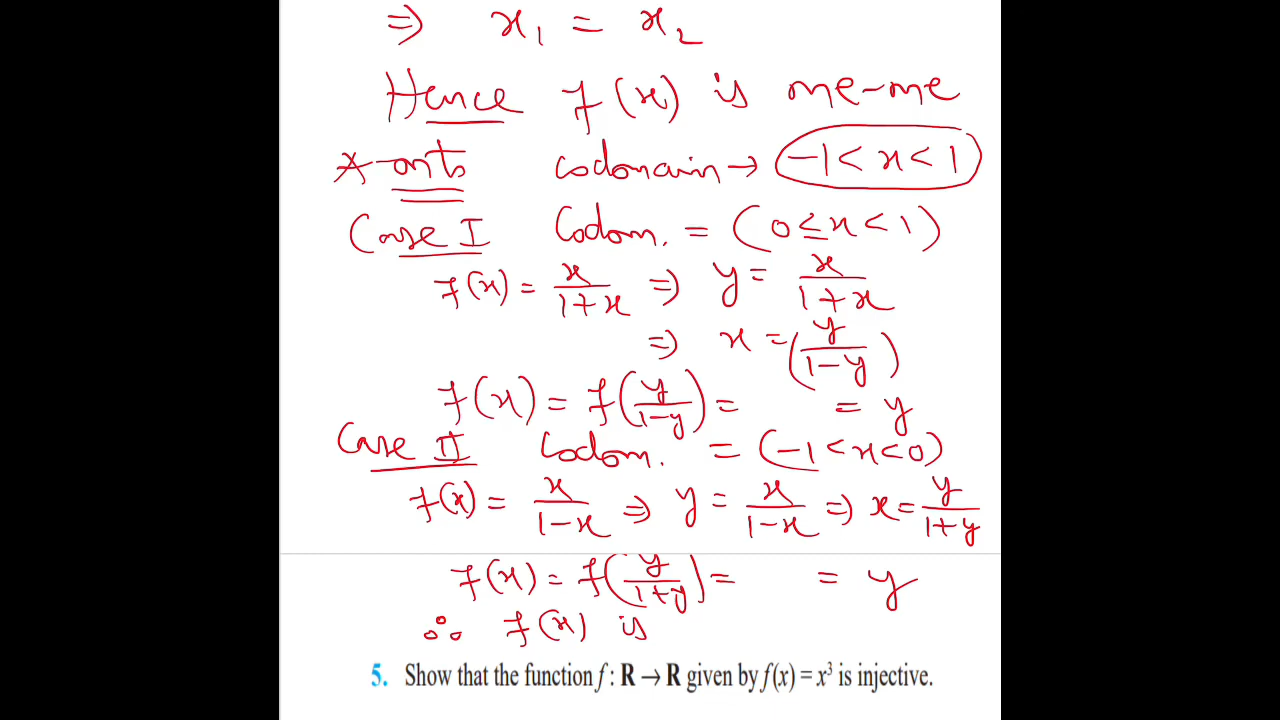 ⇒ x₁ = x₂
Hence f(x) is one-one
* onto codomain → -1 < x < 1
Case I Codom. = (0 ≤ x < 1)
f(x) = x/(1+x) ⇒ y = x/(1+x)
⇒ x = (y/(1-y))
f(x) = f(y/(1-y)) = = y
Case II Codom. = (-1 < x < 0)
f(x) = x/(1-x) ⇒ y = x/(1-x) ⇒ x = y/(1+y)
f(x) = f(y/(1+y)) = = y
∴ f(x) is
5. Show that the function f : R → R given by f(x) = x³ is injective.